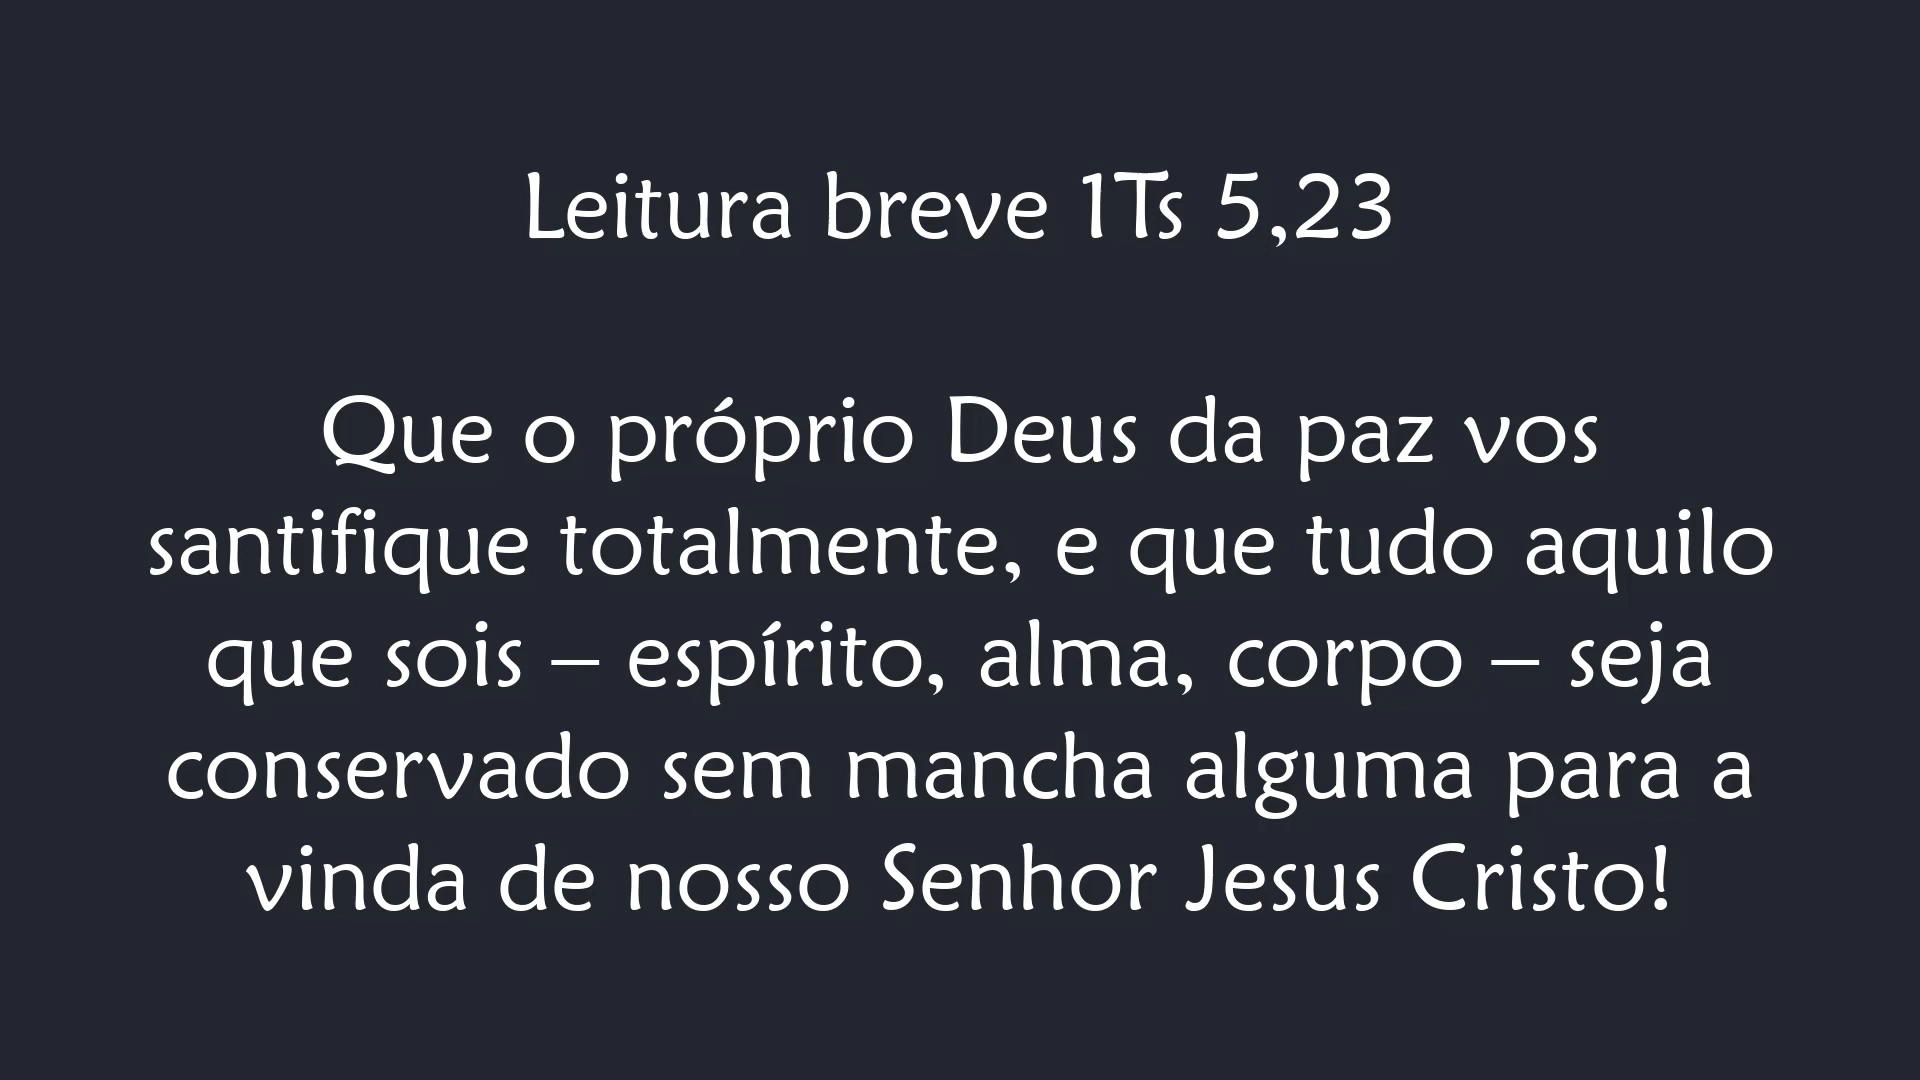 Leitura breve 1Ts 5,23
Que o próprio Deus da paz vos
santifique totalmente, e que tudo aquilo
que sois – espírito, alma, corpo – seja
conservado sem mancha alguma para a
vinda de nosso Senhor Jesus Cristo!